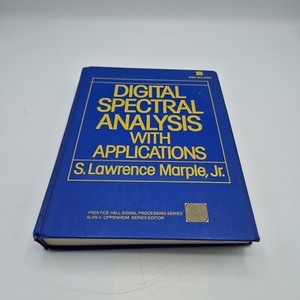 DIGITAL
SPECTRAL
ANALYSIS
WITH
APPLICATIONS
S. Lawrence Marple, Jr.
PRENTICE HALL SIGNAL PROCESSING SERIES
ALAN V. OPPENHEIM, SERIES EDITOR